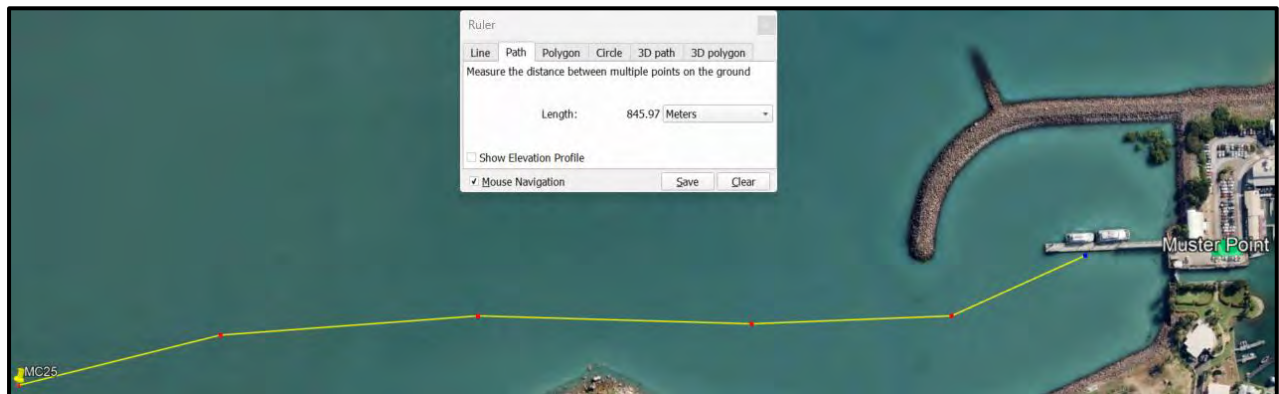 Ruler
Line Path Polygon Circle 3D path 3D polygon
Measure the distance between multiple points on the ground
Length: 845.97 Meters
Show Elevation Profile
Mouse Navigation Save Clear
Muster Point
MC25